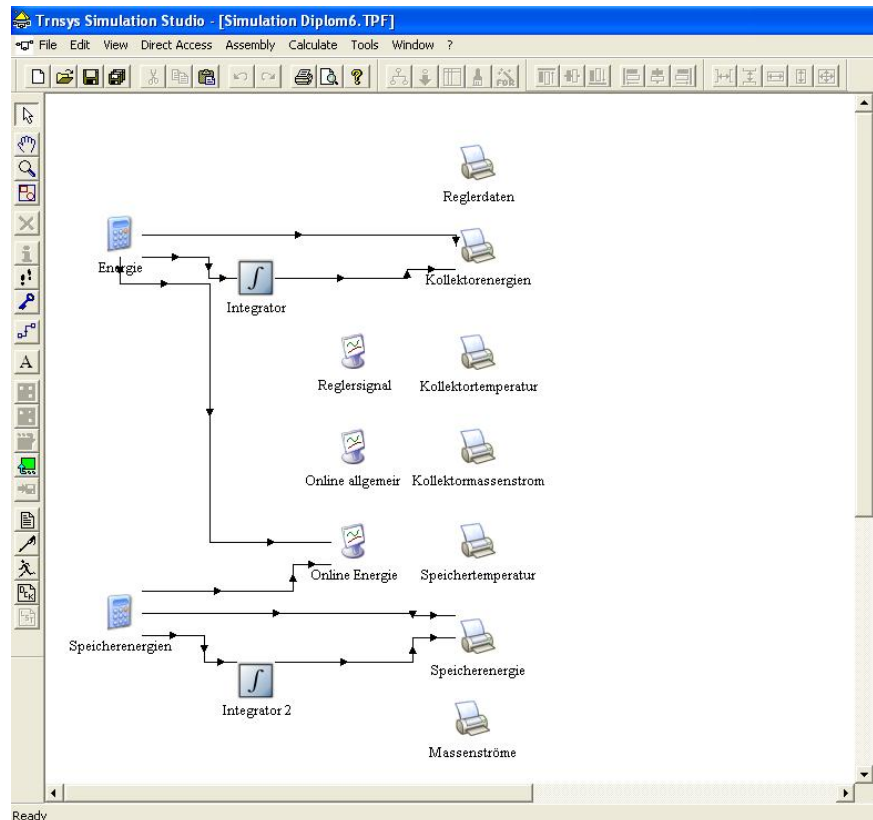 Trnsys Simulation Studio - [Simulation Diplom6.TPF]
File Edit View Direct Access Assembly Calculate Tools Window ?
Reglerdaten
Energie
Kollektorenergien
Integrator
Reglersignal
Kollektortemperatur
Online allgemeir
Kollektormassenstrom
Online Energie
Speichertemperatur
Speicherenergien
Speicherenergie
Integrator 2
Massenströme
Ready